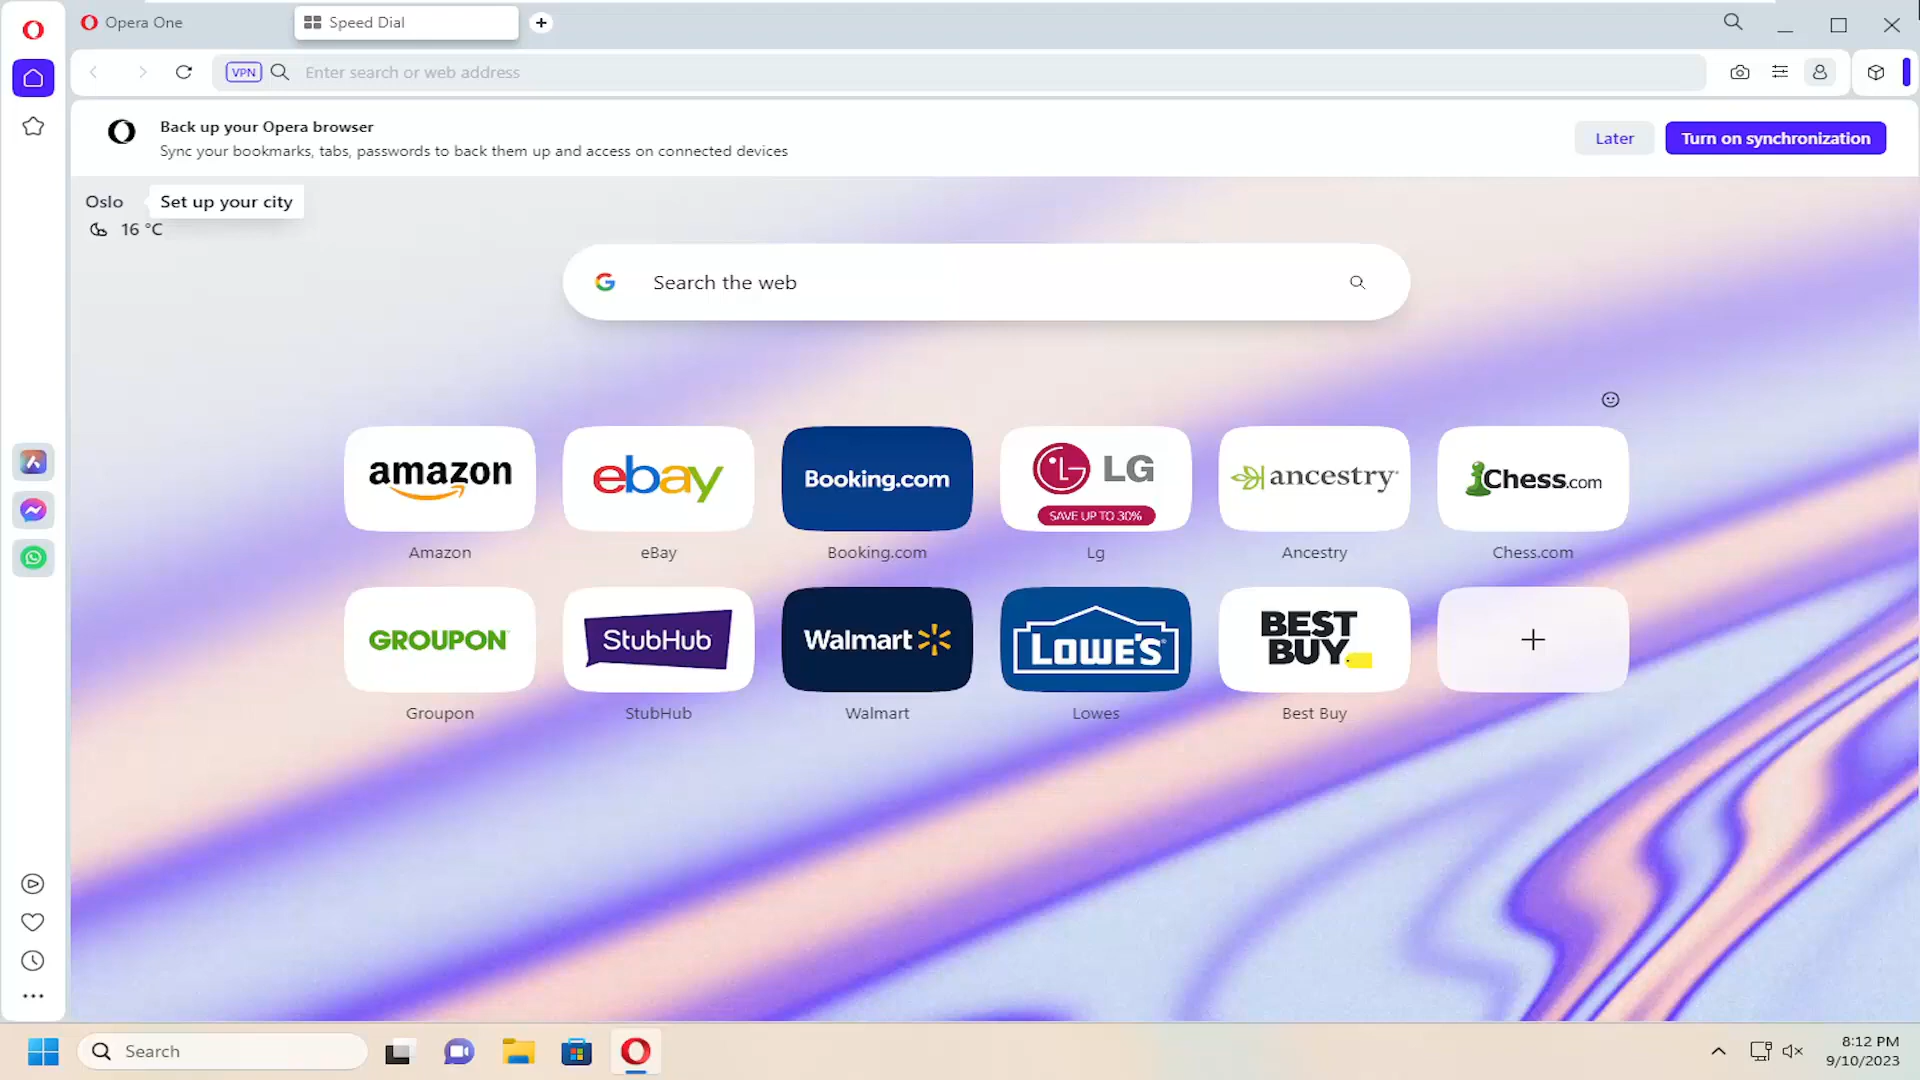 Opera One
Speed Dial
VPN
Enter search or web address
Back up your Opera browser
Sync your bookmarks, tabs, passwords to back them up and access on connected devices
Later
Turn on synchronization
Oslo
Set up your city
16 °C
Search the web
amazon
ebay
Booking.com
LG
SAVE UP TO 30%
ancestry
Chess.com
Amazon
eBay
Booking.com
Lg
Ancestry
Chess.com
GROUPON
StubHub
Walmart
LOWE'S
BEST BUY
Groupon
StubHub
Walmart
Lowes
Best Buy
Search
8:12 PM
9/10/2023